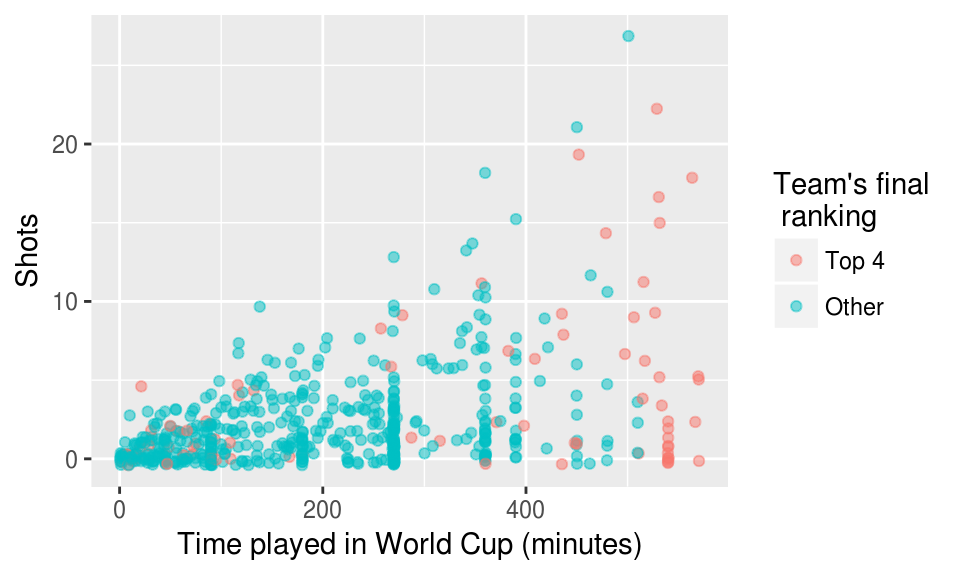 20
10
0
Shots
0
200
400
Time played in World Cup (minutes)
Team's final
ranking
Top 4
Other